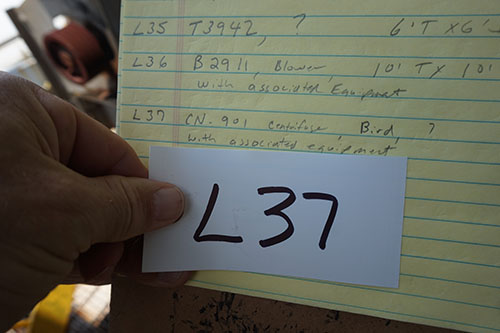 L35 T3942, ? 6'T x 6'
L36 B2911, Blower, 10' T x 10'
with associated Equipment
L37 CN-901 Centrifuge Bird ?
with associated equipment
L37